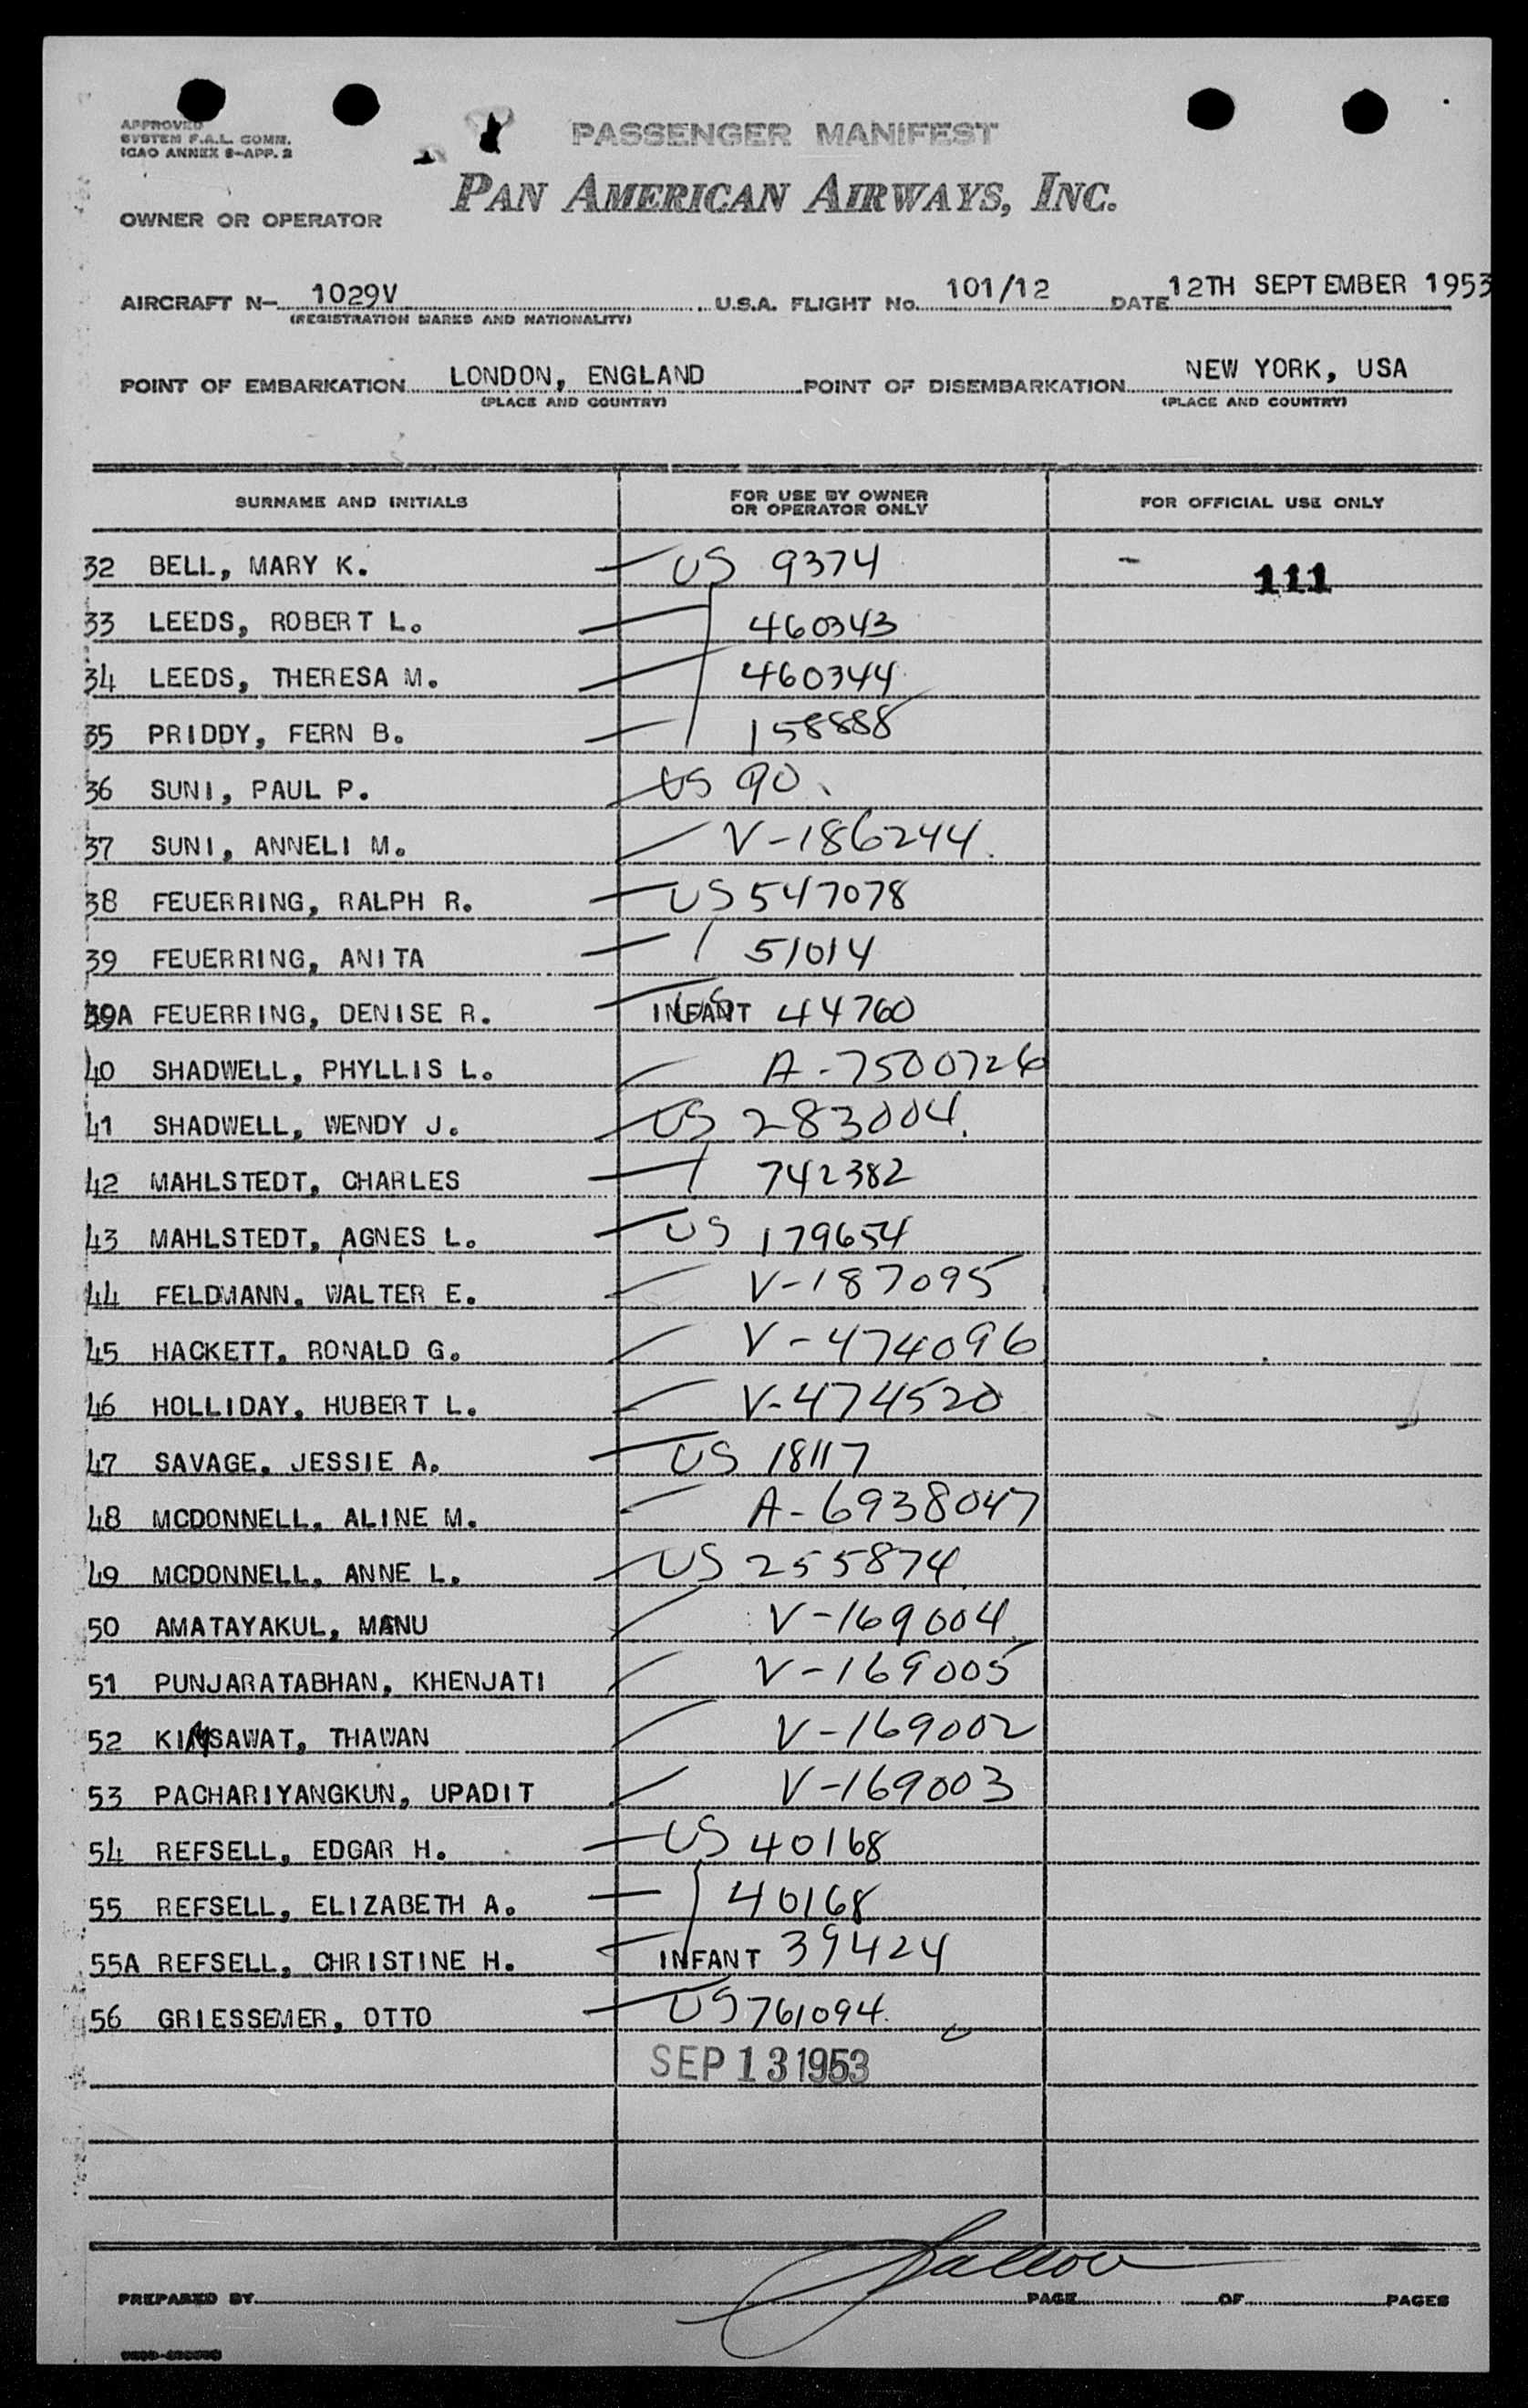 APPROVED
SYSTEM F.A.L. COMM.
ICAO ANNEX 9-APP. 2
PASSENGER MANIFEST
PAN AMERICAN AIRWAYS, INC.
OWNER OR OPERATOR
AIRCRAFT N- 1029V U.S.A. FLIGHT No. 101/12 DATE 12TH SEPTEMBER 1953
(REGISTRATION MARKS AND NATIONALITY)
POINT OF EMBARKATION LONDON, ENGLAND POINT OF DISEMBARKATION NEW YORK, USA
(PLACE AND COUNTRY) (PLACE AND COUNTRY)
SURNAME AND INITIALS FOR USE BY OWNER OR OPERATOR ONLY FOR OFFICIAL USE ONLY
32 BELL, MARY K. US 9374 - 111
33 LEEDS, ROBERT L. 460343
34 LEEDS, THERESA M. 460344
35 PRIDDY, FERN B. 158888
36 SUNI, PAUL P. US 90
37 SUNI, ANNELI M. V-186244
38 FEUERRING, RALPH R. US 547078
39 FEUERRING, ANITA 51014
39A FEUERRING, DENISE R. INFANT US 44760
40 SHADWELL, PHYLLIS L. A-7500726
41 SHADWELL, WENDY J. US 283004
42 MAHLSTEDT, CHARLES 742382
43 MAHLSTEDT, AGNES L. US 179654
44 FELDMANN, WALTER E. V-187095
45 HACKETT, RONALD G. V-474096
46 HOLLIDAY, HUBERT L. V-474520
47 SAVAGE, JESSIE A. US 18117
48 MCDONNELL, ALINE M. A-6938047
49 MCDONNELL, ANNE L. US 255874
50 AMATAYAKUL, MANU V-169004
51 PUNJARATABHAN, KHENJATI V-169005
52 KIMSAWAT, THAWAN V-169002
53 PACHARIYANGKUN, UPADIT V-169003
54 REFSELL, EDGAR H. US 40168
55 REFSELL, ELIZABETH A. 40168
55A REFSELL, CHRISTINE H. INFANT 39424
56 GRIESSEMER, OTTO US 761094
SEP 13 1953
PREPARED BY PAGE OF PAGES